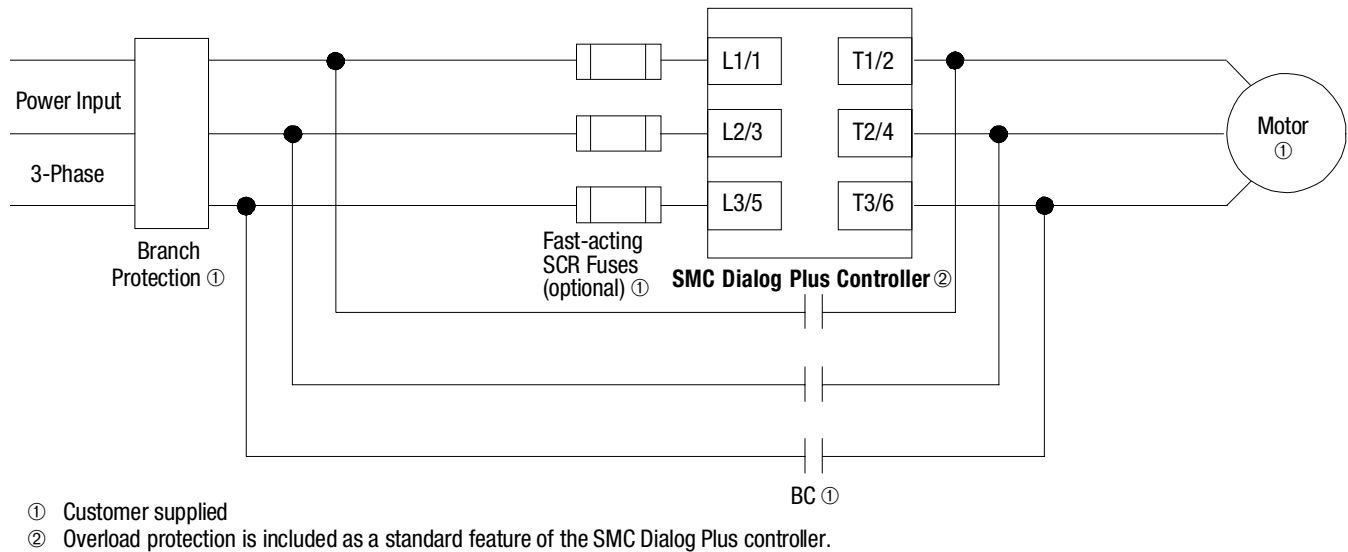 L1/1
T1/2
Power Input
L2/3
T2/4
Motor
①
3-Phase
L3/5
T3/6
Branch
Protection ①
Fast-acting
SCR Fuses
(optional) ①
SMC Dialog Plus Controller ②
BC ①
① Customer supplied
② Overload protection is included as a standard feature of the SMC Dialog Plus controller.